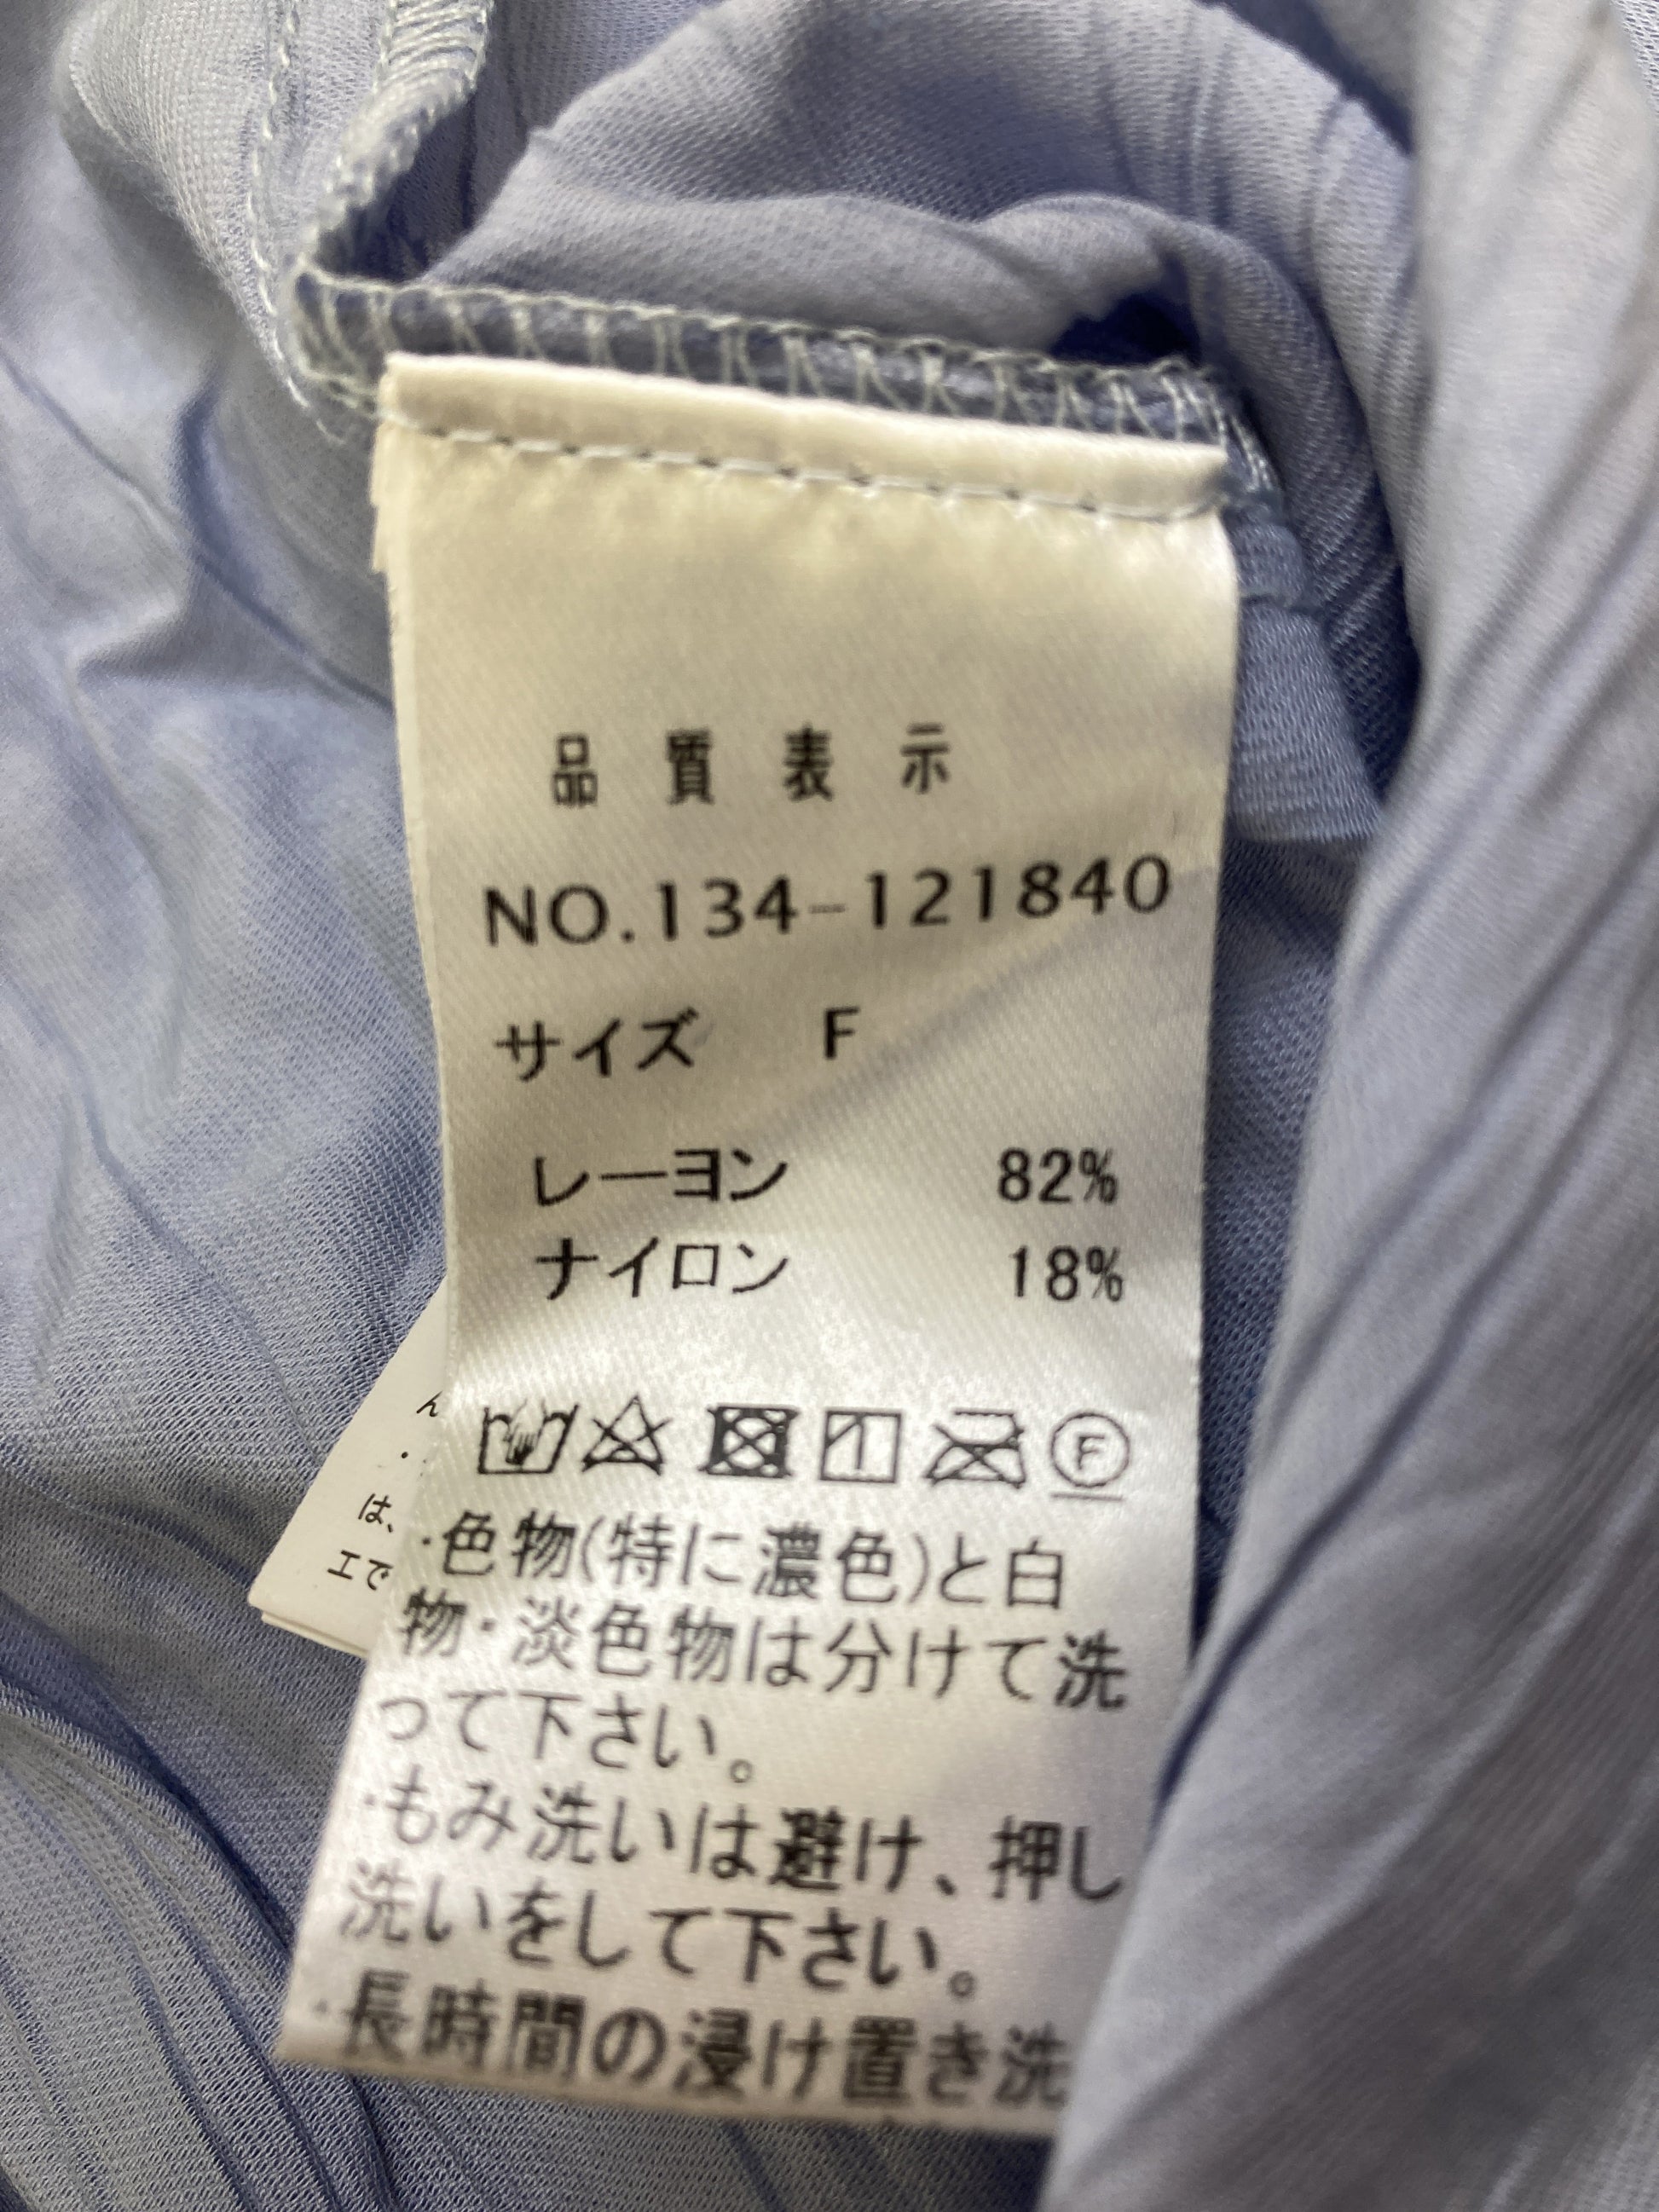 品質表示
NO.134-121840
サイズ F
レーヨン 82%
ナイロン 18%
F
・色物(特に濃色)と白
物・淡色物は分けて洗
って下さい。
・もみ洗いは避け、押し
洗いをして下さい。
・長時間の浸け置き洗
ん
・
は、
工で